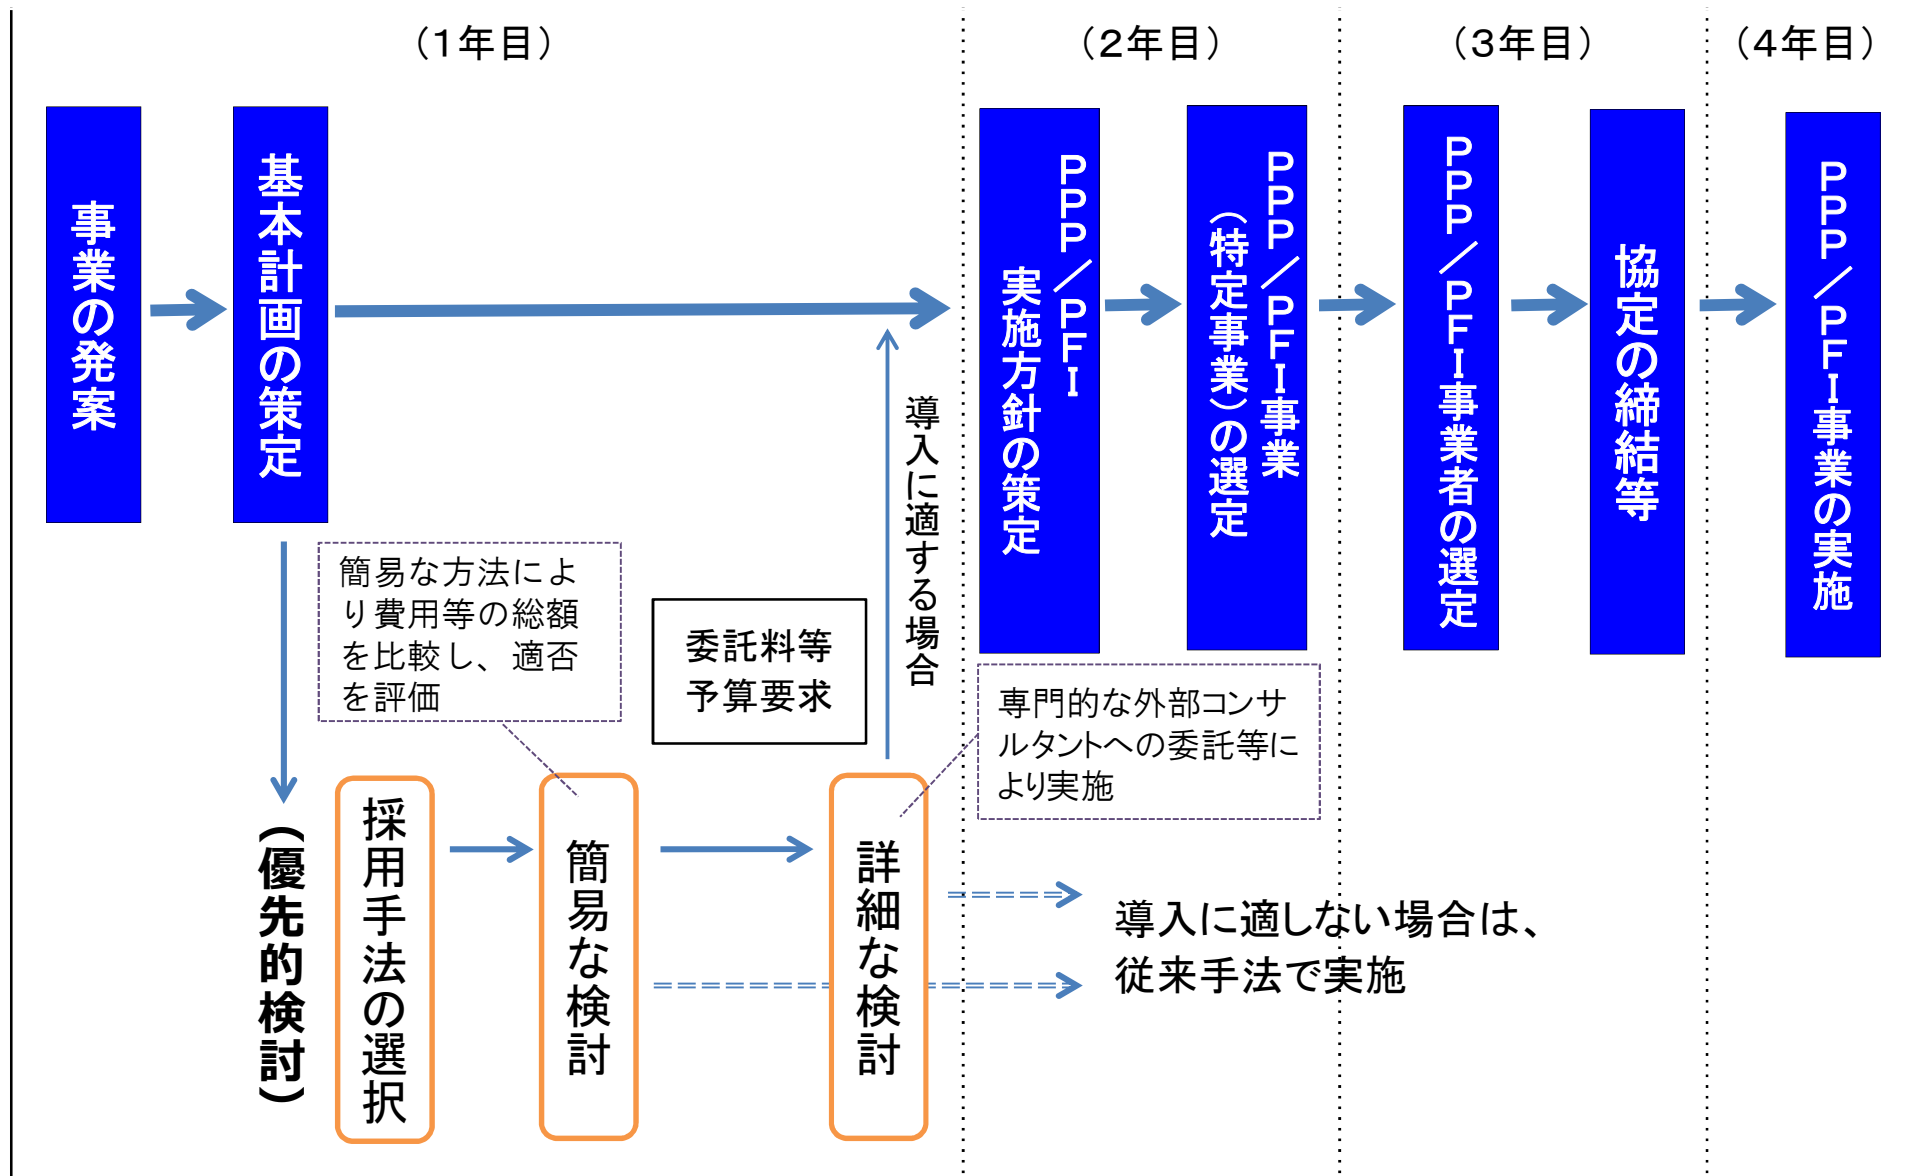 （１年目）
（２年目）
（３年目）
（４年目）
事業の発案
基本計画の策定
ＰＰＰ／ＰＦＩ
実施方針の策定
ＰＰＰ／ＰＦＩ事業
（特定事業）の選定
ＰＰＰ／ＰＦＩ事業者の選定
協定の締結等
ＰＰＰ／ＰＦＩ事業の実施
導入に適する場合
簡易な方法によ
り費用等の総額
を比較し、適否
を評価
委託料等
予算要求
専門的な外部コンサ
ルタントへの委託等に
より実施
（優先的検討）
採用手法の選択
簡易な検討
詳細な検討
導入に適しない場合は、
従来手法で実施